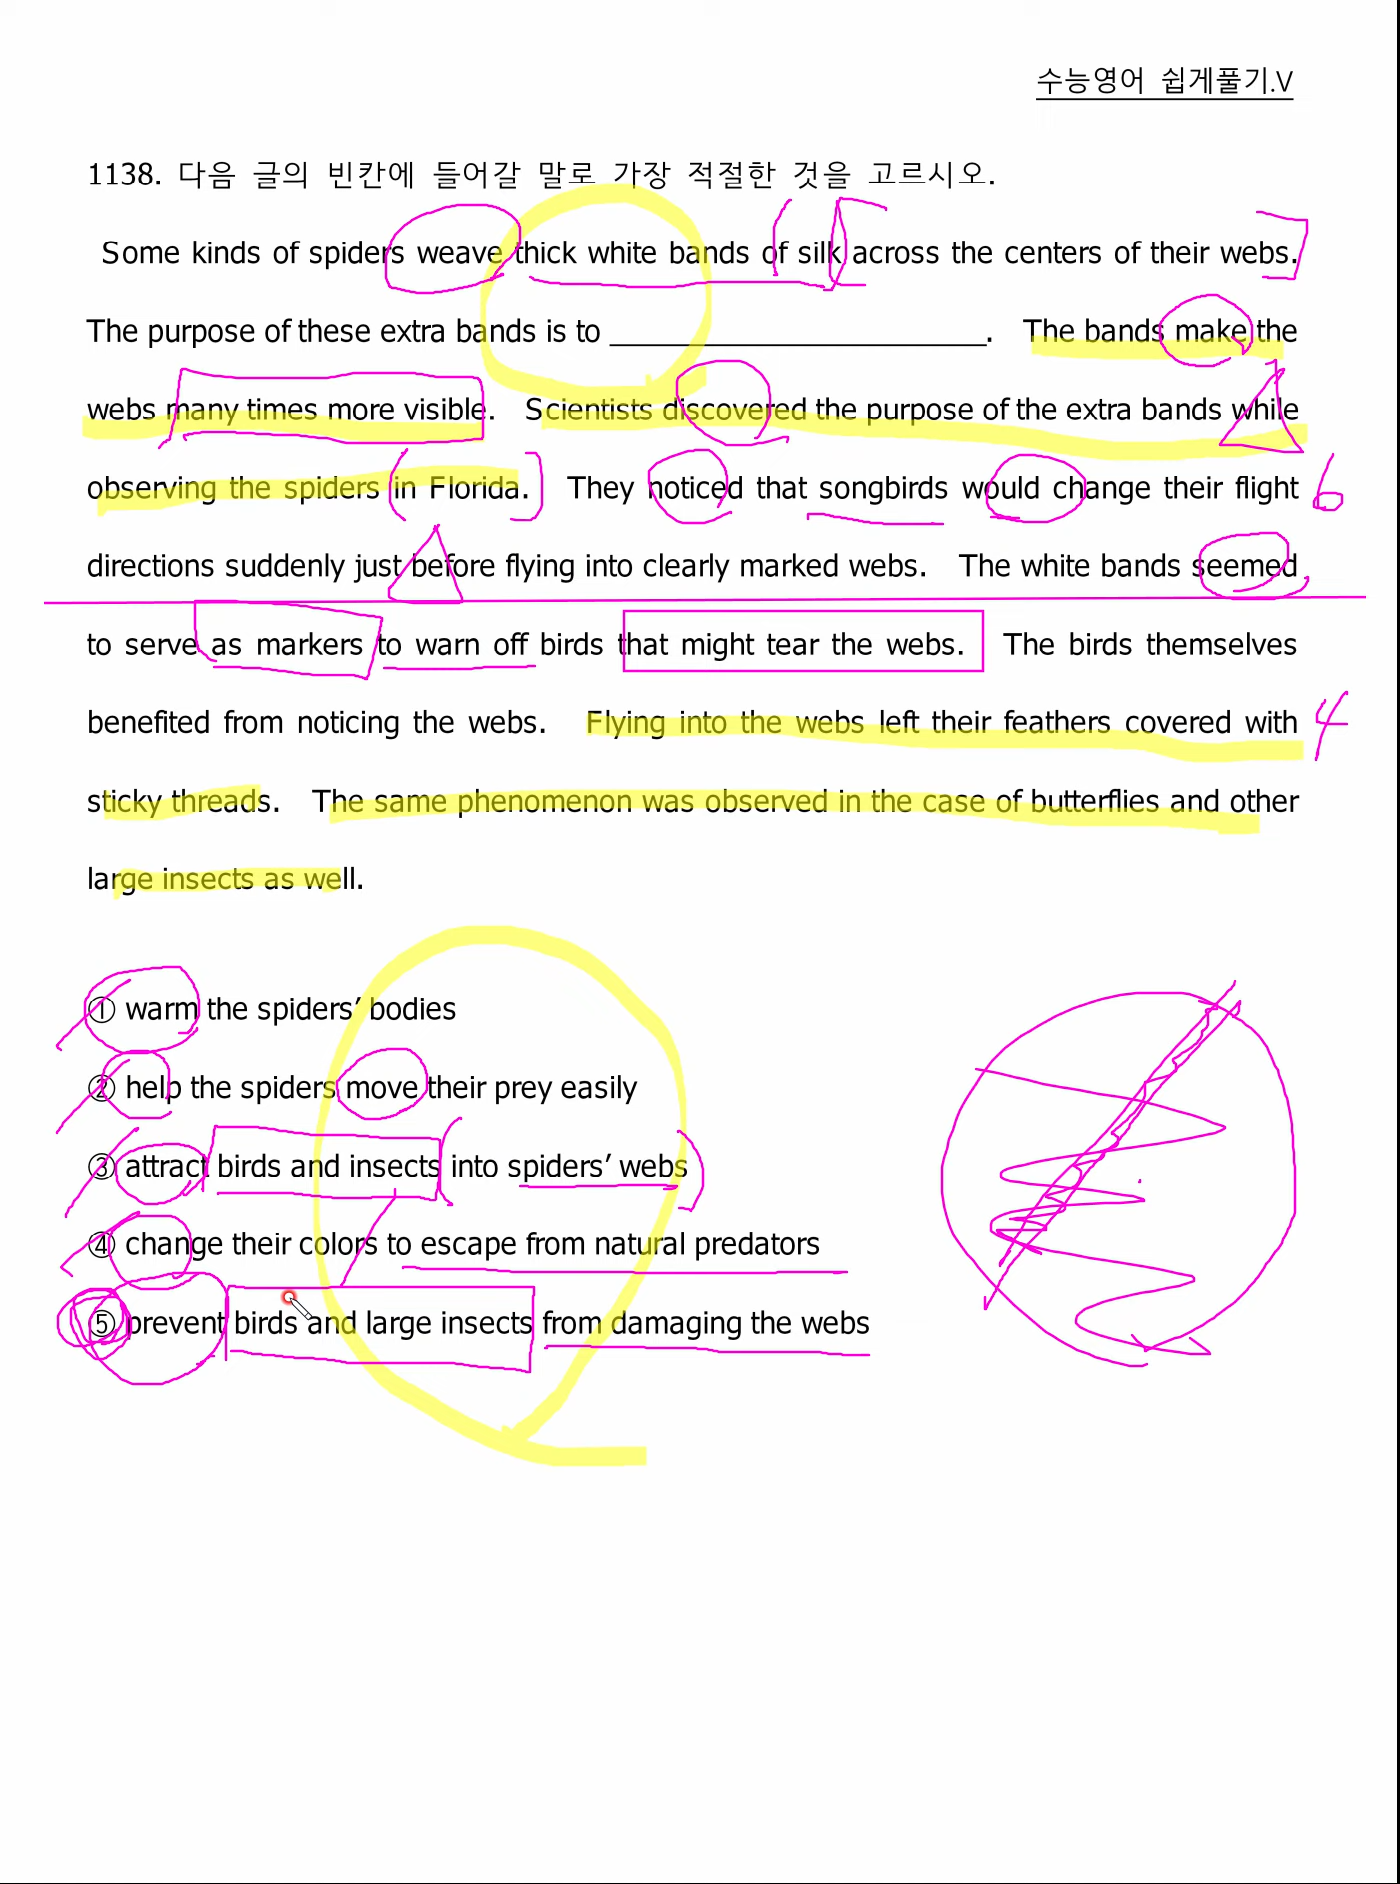 수능영어 쉽게풀기.V
1138. 다음 글의 빈칸에 들어갈 말로 가장 적절한 것을 고르시오.
Some kinds of spiders weave thick white bands of silk across the centers of their webs.
The purpose of these extra bands is to ______________________. The bands make the
webs many times more visible. Scientists discovered the purpose of the extra bands while
observing the spiders in Florida. They noticed that songbirds would change their flight
6
directions suddenly just before flying into clearly marked webs. The white bands seemed
to serve as markers to warn off birds that might tear the webs. The birds themselves
benefited from noticing the webs. Flying into the webs left their feathers covered with
4
sticky threads. The same phenomenon was observed in the case of butterflies and other
large insects as well.
① warm the spiders’ bodies
② help the spiders move their prey easily
③ attract birds and insects into spiders’ webs
④ change their colors to escape from natural predators
⑤ prevent birds and large insects from damaging the webs